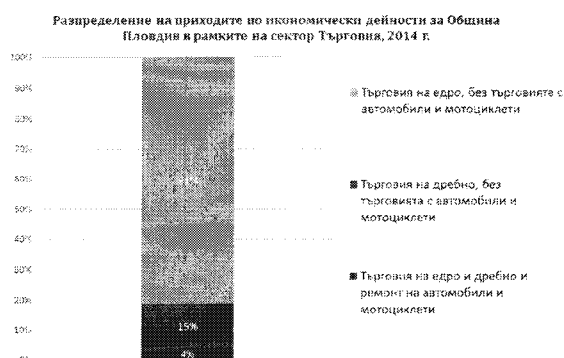 Разпределение на приходите по икономически дейности за Община
Пловдив в рамките на сектор Търговия, 2014 г.
100%
90%
80%
70%
60%
50%
40%
30%
20%
10%
15%
4%
Търговия на едро, без търговията с
автомобили и мотоциклети
Търговия на дребно, без
търговията с автомобили и
мотоциклети
Търговия на едро и дребно и
ремонт на автомобили и
мотоциклети